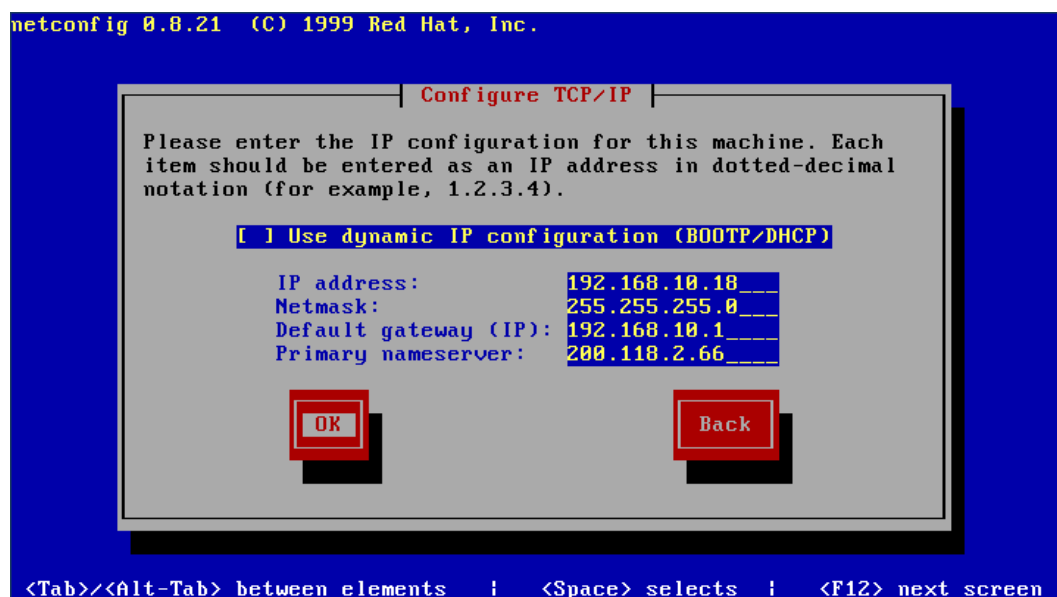 netconfig 0.8.21  (C) 1999 Red Hat, Inc.
Configure TCP/IP
Please enter the IP configuration for this machine. Each
item should be entered as an IP address in dotted-decimal
notation (for example, 1.2.3.4).
[ ] Use dynamic IP configuration (BOOTP/DHCP)
IP address: 192.168.10.18___
Netmask: 255.255.255.0___
Default gateway (IP): 192.168.10.1____
Primary nameserver: 200.118.2.66____
OK Back
<Tab>/<Alt-Tab> between elements | <Space> selects | <F12> next screen